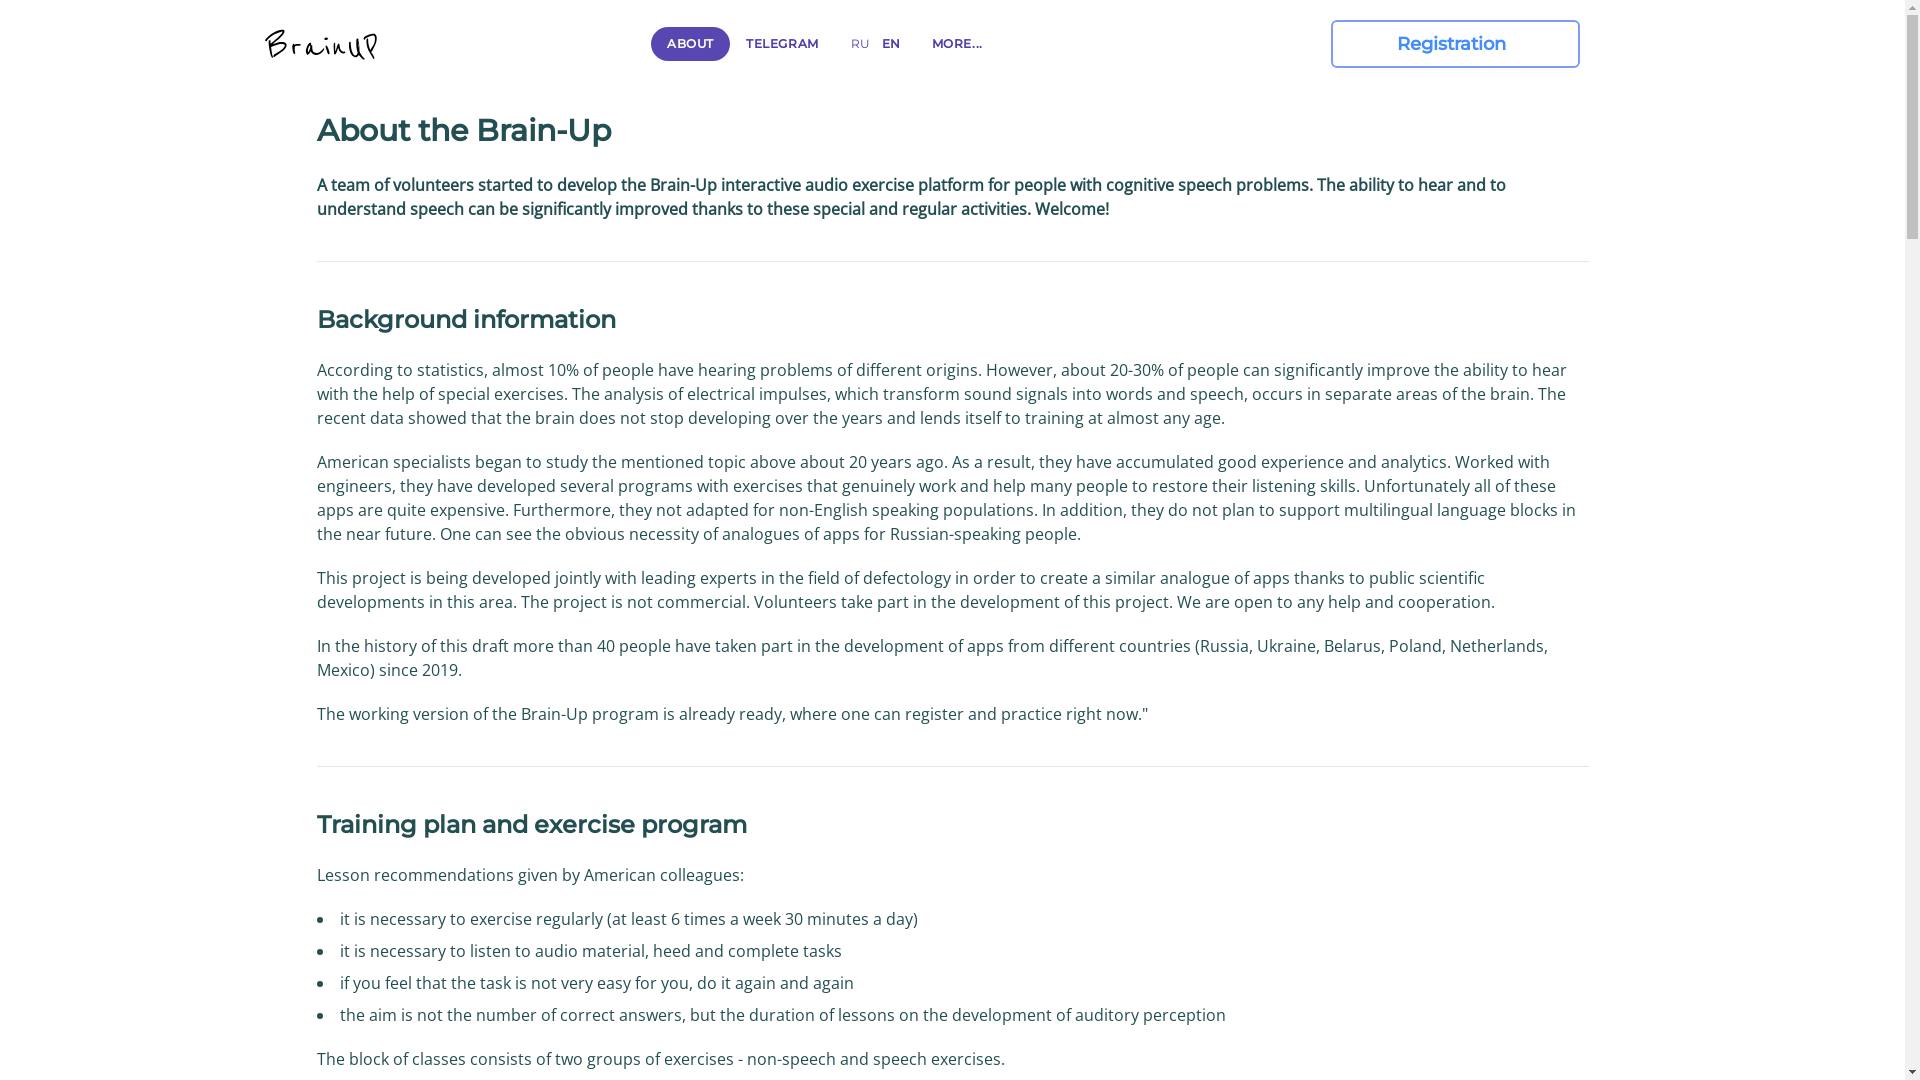 BrainUP
ABOUT
TELEGRAM
RU
EN
MORE...
Registration
About the Brain-Up
A team of volunteers started to develop the Brain-Up interactive audio exercise platform for people with cognitive speech problems. The ability to hear and to
understand speech can be significantly improved thanks to these special and regular activities. Welcome!
Background information
According to statistics, almost 10% of people have hearing problems of different origins. However, about 20-30% of people can significantly improve the ability to hear
with the help of special exercises. The analysis of electrical impulses, which transform sound signals into words and speech, occurs in separate areas of the brain. The
recent data showed that the brain does not stop developing over the years and lends itself to training at almost any age.
American specialists began to study the mentioned topic above about 20 years ago. As a result, they have accumulated good experience and analytics. Worked with
engineers, they have developed several programs with exercises that genuinely work and help many people to restore their listening skills. Unfortunately all of these
apps are quite expensive. Furthermore, they not adapted for non-English speaking populations. In addition, they do not plan to support multilingual language blocks in
the near future. One can see the obvious necessity of analogues of apps for Russian-speaking people.
This project is being developed jointly with leading experts in the field of defectology in order to create a similar analogue of apps thanks to public scientific
developments in this area. The project is not commercial. Volunteers take part in the development of this project. We are open to any help and cooperation.
In the history of this draft more than 40 people have taken part in the development of apps from different countries (Russia, Ukraine, Belarus, Poland, Netherlands,
Mexico) since 2019.
The working version of the Brain-Up program is already ready, where one can register and practice right now."
Training plan and exercise program
Lesson recommendations given by American colleagues:
• it is necessary to exercise regularly (at least 6 times a week 30 minutes a day)
• it is necessary to listen to audio material, heed and complete tasks
• if you feel that the task is not very easy for you, do it again and again
• the aim is not the number of correct answers, but the duration of lessons on the development of auditory perception
The block of classes consists of two groups of exercises - non-speech and speech exercises.